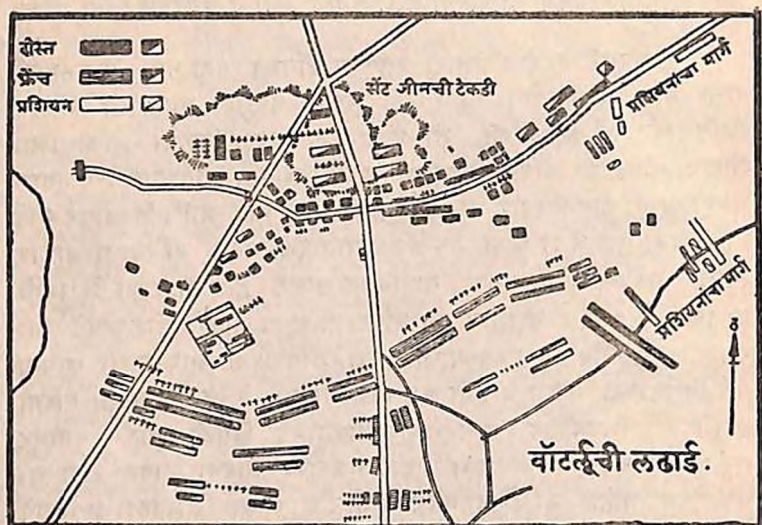 दोस्त
फ्रेंच
प्रशियन
सेंट जीनची टेकडी
प्रशियनांचा मार्ग
प्रशियनांचा मार्ग
उ
वॉटर्लूची लढाई.